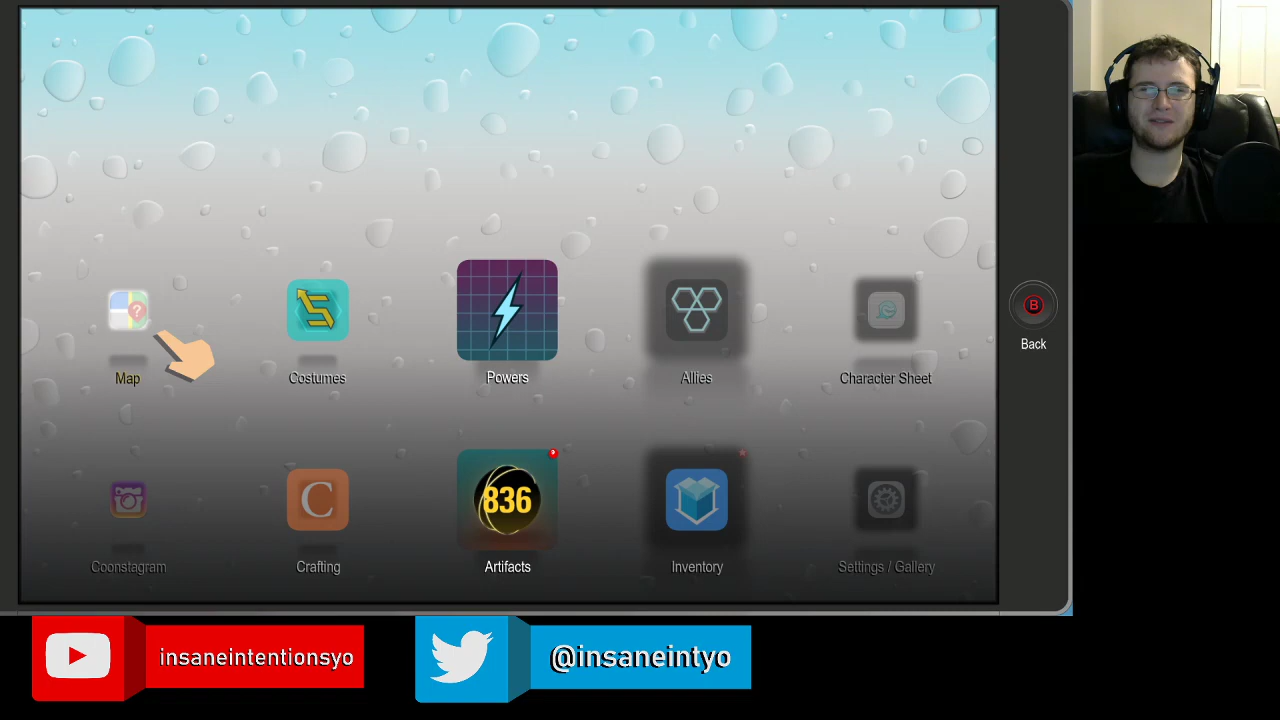 Map
Costumes
Powers
Allies
Character Sheet
B
Back
836
C
Coonstagram
Crafting
Artifacts
Inventory
Settings / Gallery
insaneintentionsyo
@insaneintyo